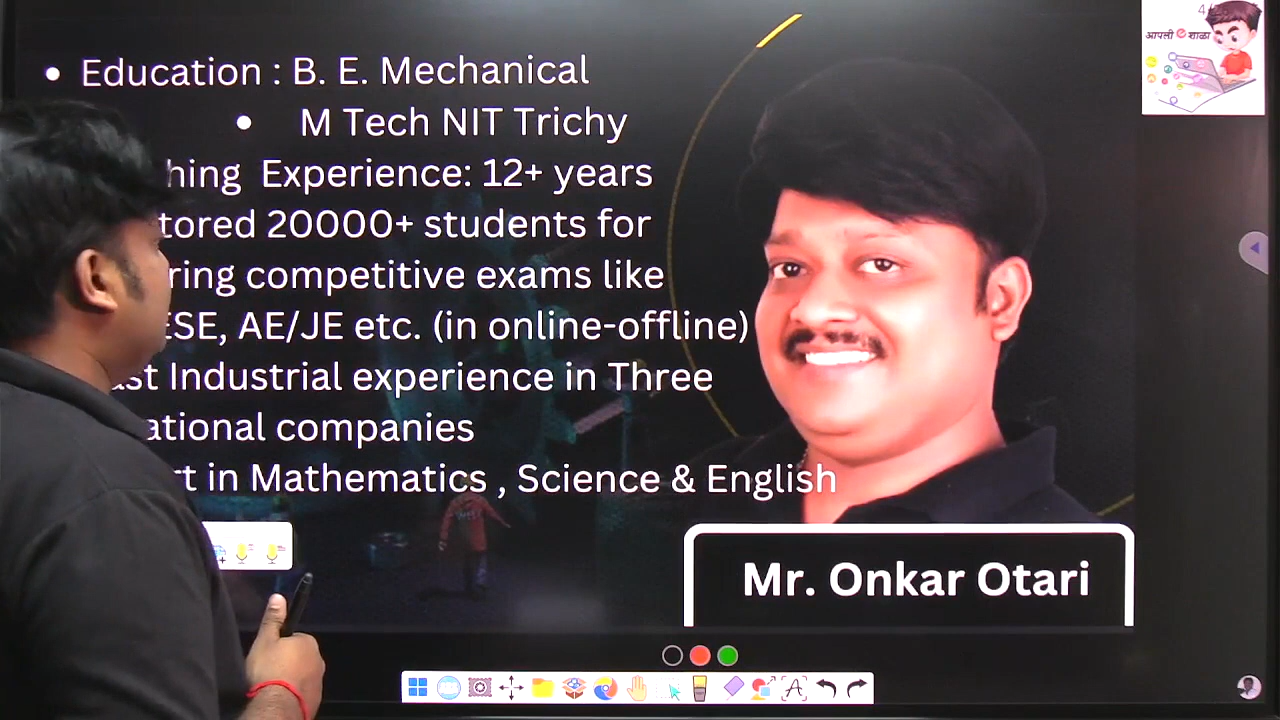 आपली e शाळा
• Education : B. E. Mechanical
• M Tech NIT Trichy
hing Experience: 12+ years
tored 20000+ students for
ring competitive exams like
ESE, AE/JE etc. (in online-offline)
ast Industrial experience in Three
ational companies
rt in Mathematics , Science & English
Mr. Onkar Otari